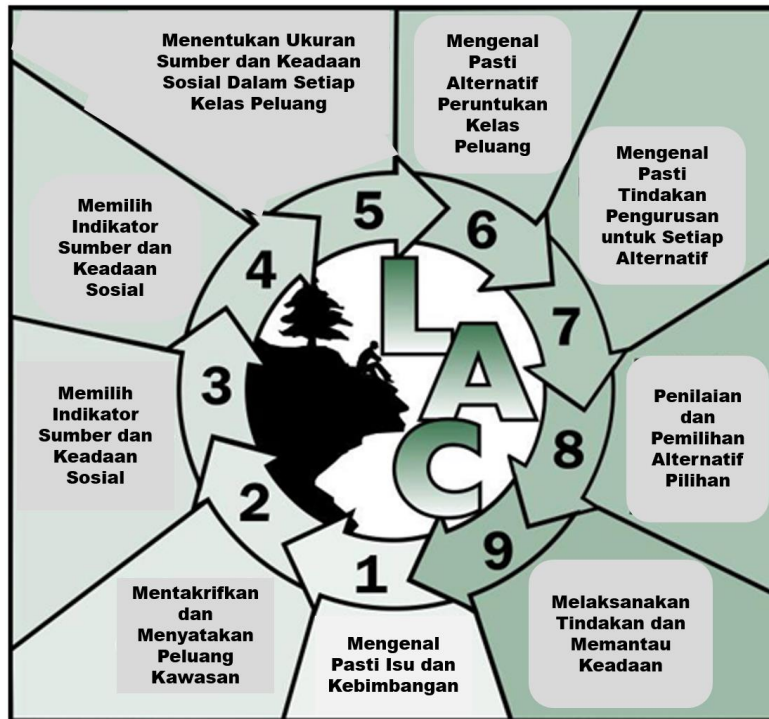 Menentukan Ukuran
Sumber dan Keadaan
Sosial Dalam Setiap
Kelas Peluang
Mengenal
Pasti
Alternatif
Peruntukan
Kelas
Peluang
Mengenal
Pasti
Tindakan
Pengurusan
untuk Setiap
Alternatif
Memilih
Indikator
Sumber dan
Keadaan
Sosial
5
6
4
7
L
A
C
3
Memilih
Indikator
Sumber dan
Keadaan
Sosial
Penilaian
dan
Pemilihan
Alternatif
Pilihan
8
2
9
1
Mentakrifkan
dan
Menyatakan
Peluang
Kawasan
Mengenal
Pasti Isu dan
Kebimbangan
Melaksanakan
Tindakan dan
Memantau
Keadaan